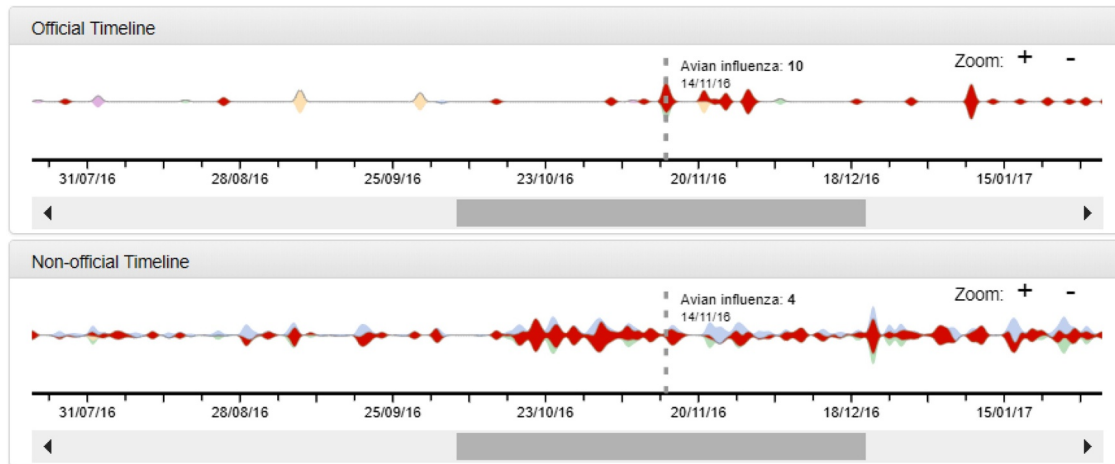 Official Timeline
Avian influenza: 10
14/11/16
Zoom: + -
31/07/16 28/08/16 25/09/16 23/10/16 20/11/16 18/12/16 15/01/17
Non-official Timeline
Avian influenza: 4
14/11/16
Zoom: + -
31/07/16 28/08/16 25/09/16 23/10/16 20/11/16 18/12/16 15/01/17